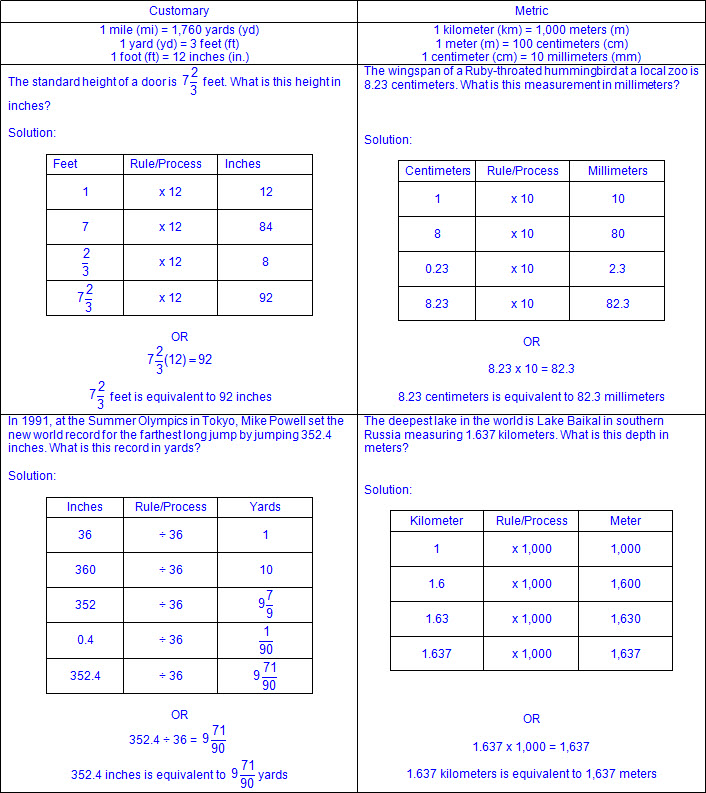 Customary
1 mile (mi) = 1,760 yards (yd)
1 yard (yd) = 3 feet (ft)
1 foot (ft) = 12 inches (in.)
Metric
1 kilometer (km) = 1,000 meters (m)
1 meter (m) = 100 centimeters (cm)
1 centimeter (cm) = 10 millimeters (mm)
The standard height of a door is 7 2/3 feet. What is this height in
inches?
Solution:
Feet Rule/Process Inches
1 x 12 12
7 x 12 84
2/3 x 12 8
7 2/3 x 12 92
OR
7 2/3 (12) = 92
7 2/3 feet is equivalent to 92 inches
The wingspan of a Ruby-throated hummingbird at a local zoo is
8.23 centimeters. What is this measurement in millimeters?
Solution:
Centimeters Rule/Process Millimeters
1 x 10 10
8 x 10 80
0.23 x 10 2.3
8.23 x 10 82.3
OR
8.23 x 10 = 82.3
8.23 centimeters is equivalent to 82.3 millimeters
In 1991, at the Summer Olympics in Tokyo, Mike Powell set the
new world record for the farthest long jump by jumping 352.4
inches. What is this record in yards?
Solution:
Inches Rule/Process Yards
36 ÷ 36 1
360 ÷ 36 10
352 ÷ 36 9 7/9
0.4 ÷ 36 1/90
352.4 ÷ 36 9 71/90
OR
352.4 ÷ 36 = 9 71/90
352.4 inches is equivalent to 9 71/90 yards
The deepest lake in the world is Lake Baikal in southern
Russia measuring 1.637 kilometers. What is this depth in
meters?
Solution:
Kilometer Rule/Process Meter
1 x 1,000 1,000
1.6 x 1,000 1,600
1.63 x 1,000 1,630
1.637 x 1,000 1,637
OR
1.637 x 1,000 = 1,637
1.637 kilometers is equivalent to 1,637 meters